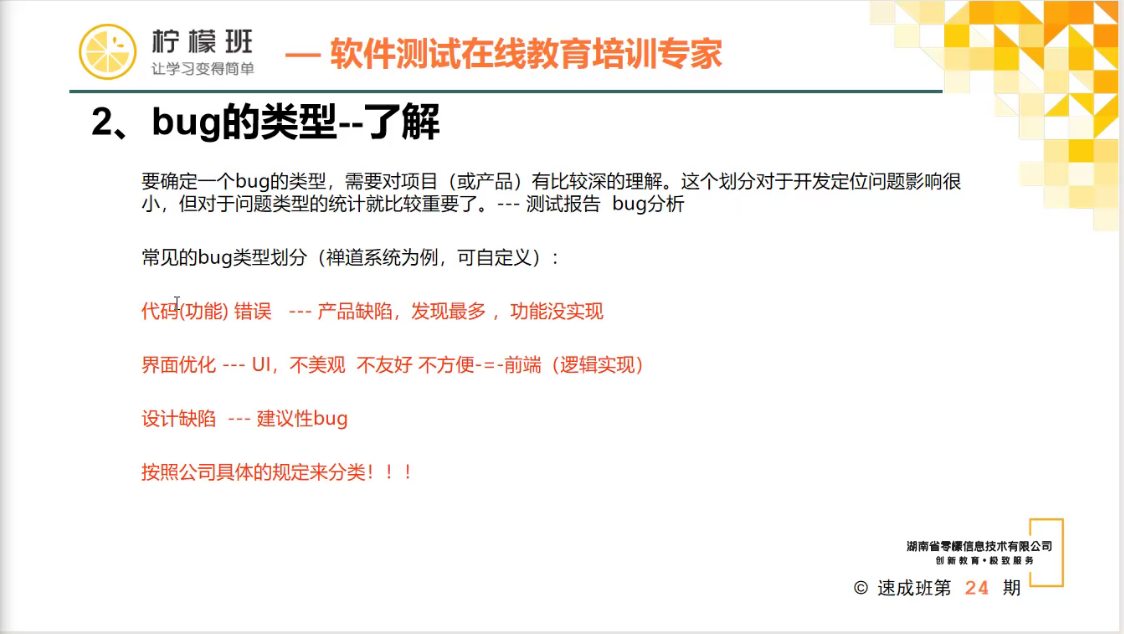 柠檬班
让学习变得简单
— 软件测试在线教育培训专家
2、bug的类型--了解
要确定一个bug的类型，需要对项目（或产品）有比较深的理解。这个划分对于开发定位问题影响很
小，但对于问题类型的统计就比较重要了。--- 测试报告 bug分析
常见的bug类型划分（禅道系统为例，可自定义）：
代码(功能) 错误 --- 产品缺陷，发现最多 ，功能没实现
界面优化 --- UI，不美观 不友好 不方便-=-前端（逻辑实现）
设计缺陷 --- 建议性bug
按照公司具体的规定来分类！！！
湖南省零檬信息技术有限公司
创新教育•极致服务
© 速成班第 24 期